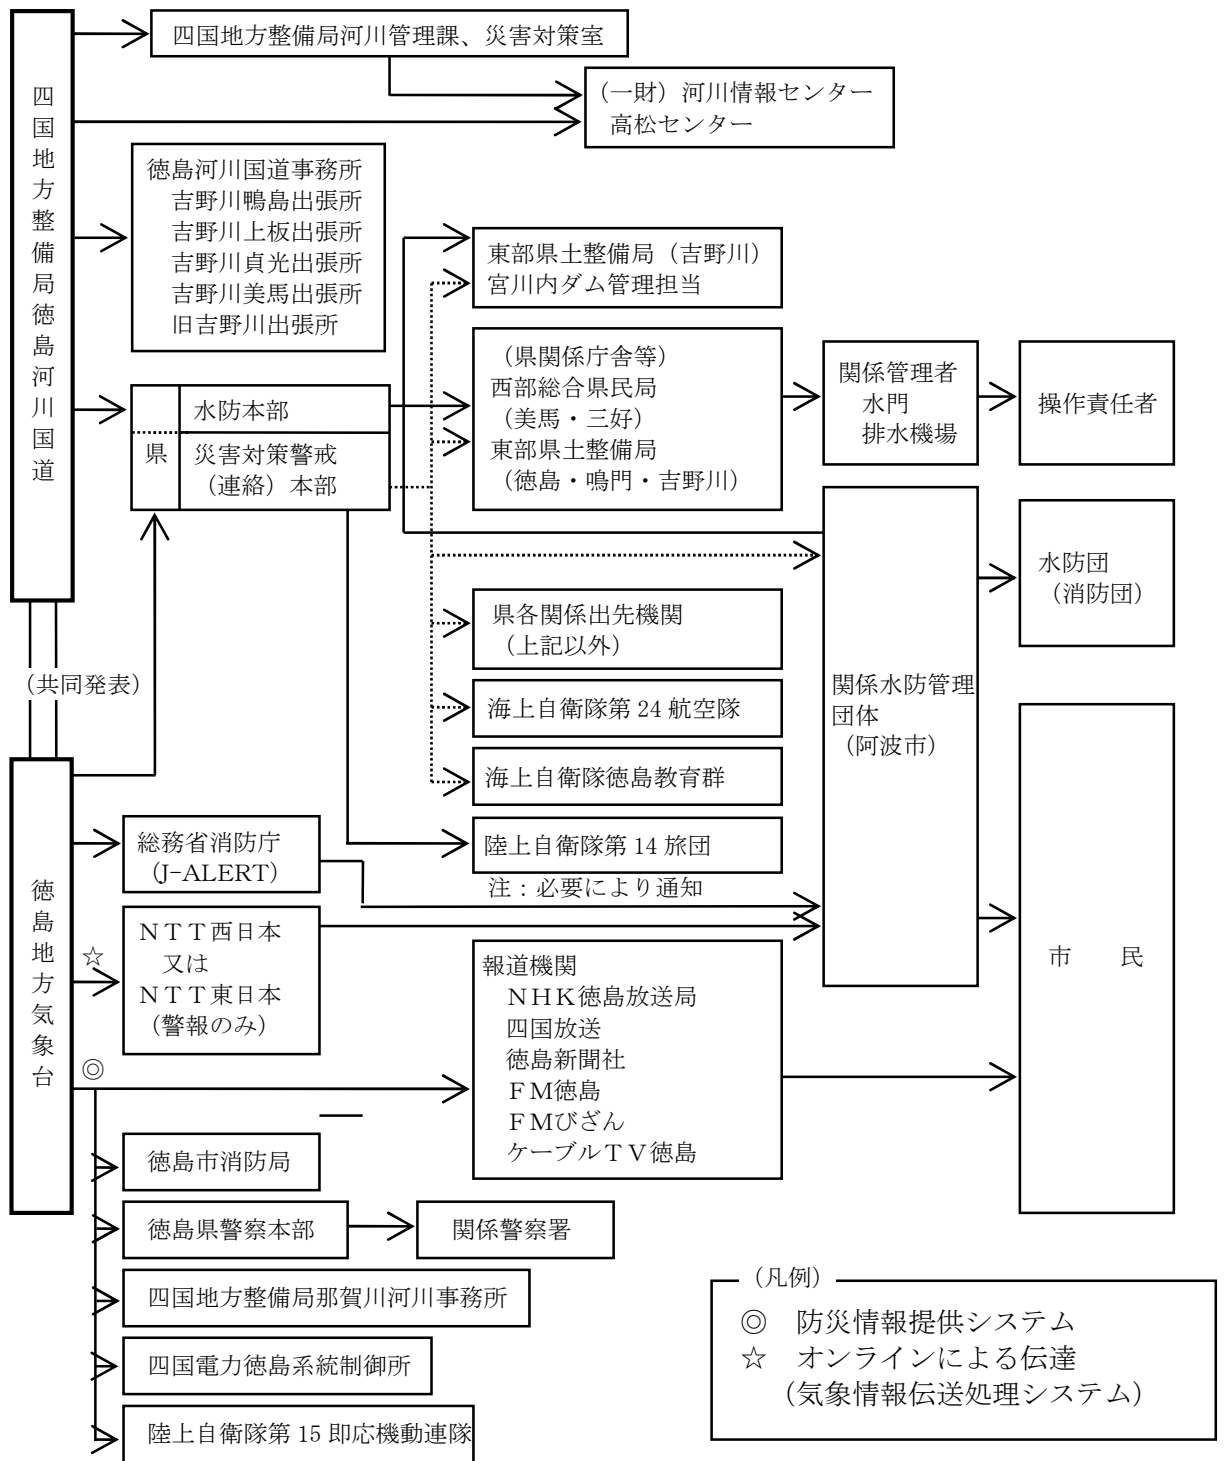 四国地方整備局徳島河川国道
四国地方整備局河川管理課、災害対策室
（一財）河川情報センター
高松センター
徳島河川国道事務所
吉野川鴨島出張所
吉野川上板出張所
吉野川貞光出張所
吉野川美馬出張所
旧吉野川出張所
東部県土整備局（吉野川）
宮川内ダム管理担当
県
水防本部
災害対策警戒
（連絡）本部
（県関係庁舎等）
西部総合県民局
（美馬・三好）
東部県土整備局
（徳島・鳴門・吉野川）
関係管理者
水門
排水機場
操作責任者
水防団
（消防団）
県各関係出先機関
（上記以外）
関係水防管理
団体
（阿波市）
（共同発表）
海上自衛隊第 24 航空隊
海上自衛隊徳島教育群
陸上自衛隊第 14 旅団
注：必要により通知
徳島地方気象台
総務省消防庁
（J-ALERT）
☆
ＮＴＴ西日本
又は
ＮＴＴ東日本
（警報のみ）
◎
報道機関
ＮＨＫ徳島放送局
四国放送
徳島新聞社
ＦＭ徳島
ＦＭびざん
ケーブルＴＶ徳島
市　民
徳島市消防局
徳島県警察本部
関係警察署
四国地方整備局那賀川河川事務所
四国電力徳島系統制御所
陸上自衛隊第 15 即応機動連隊
（凡例）
◎　防災情報提供システム
☆　オンラインによる伝達
（気象情報伝送処理システム）